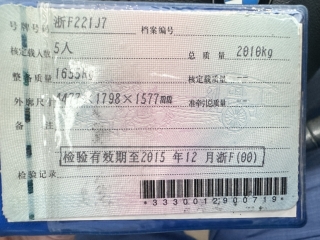 号牌号码 浙F221J7 档案编号
核定载人数 5人 总质量 2010kg
整备质量 1655kg 核定载质量 --
外廓尺寸 ×1798×1577mm 准牵引总质量 --
备注
检验有效期至2015 年12 月浙F(00)
检验记录
*3330012900719*